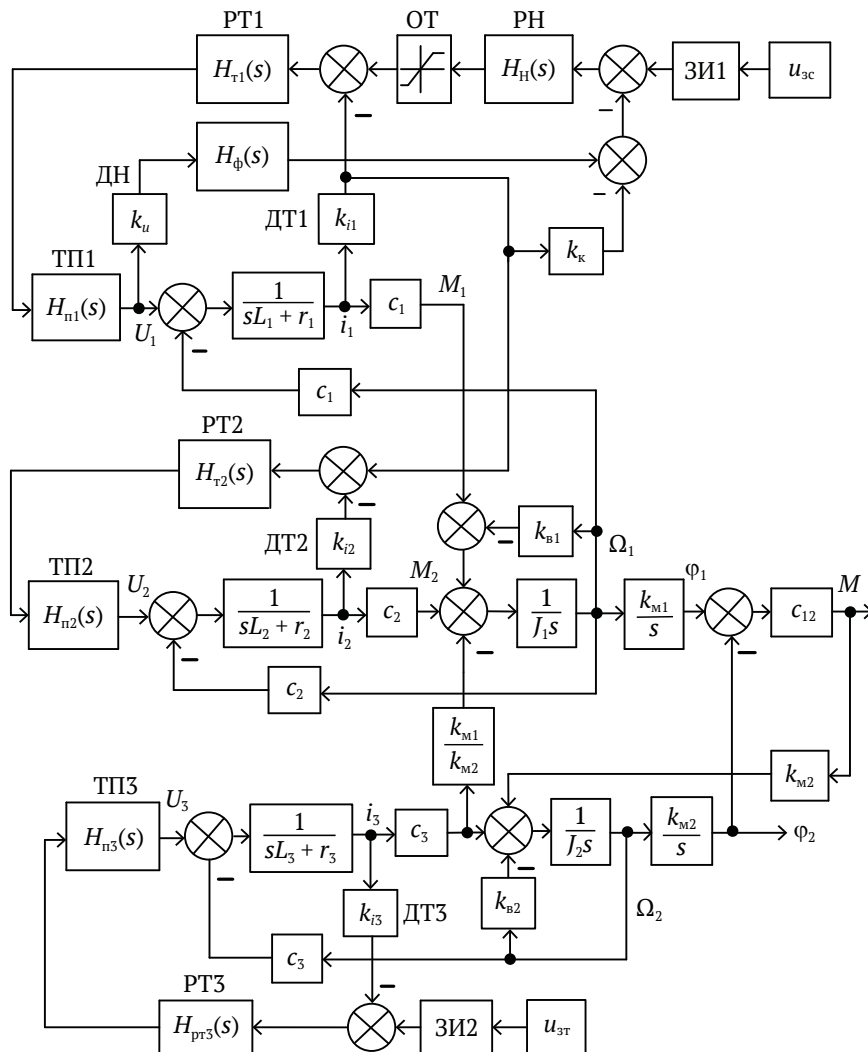 РТ1 ОТ РН
H_т1(s) H_Н(s) ЗИ1 u_зс
−
−
ДН H_ф(s)
−
k_u ДТ1 k_i1 k_к
ТП1
H_п1(s) U_1 1/(sL_1 + r_1) i_1 c_1 M_1
−
c_1
РТ2
H_т2(s)
−
ДТ2 k_i2 − k_в1 Ω_1
ТП2
H_п2(s) U_2 1/(sL_2 + r_2) i_2 c_2 M_2 1/(J_1s) k_м1/s φ_1 c_12 M
− − −
c_2
k_м1/k_м2
k_м2
ТП3
H_п3(s) U_3 1/(sL_3 + r_3) i_3 c_3 1/(J_2s) k_м2/s φ_2
− −
k_i3 ДТ3 k_в2 Ω_2
c_3
−
РТ3
H_рт3(s) ЗИ2 u_зт